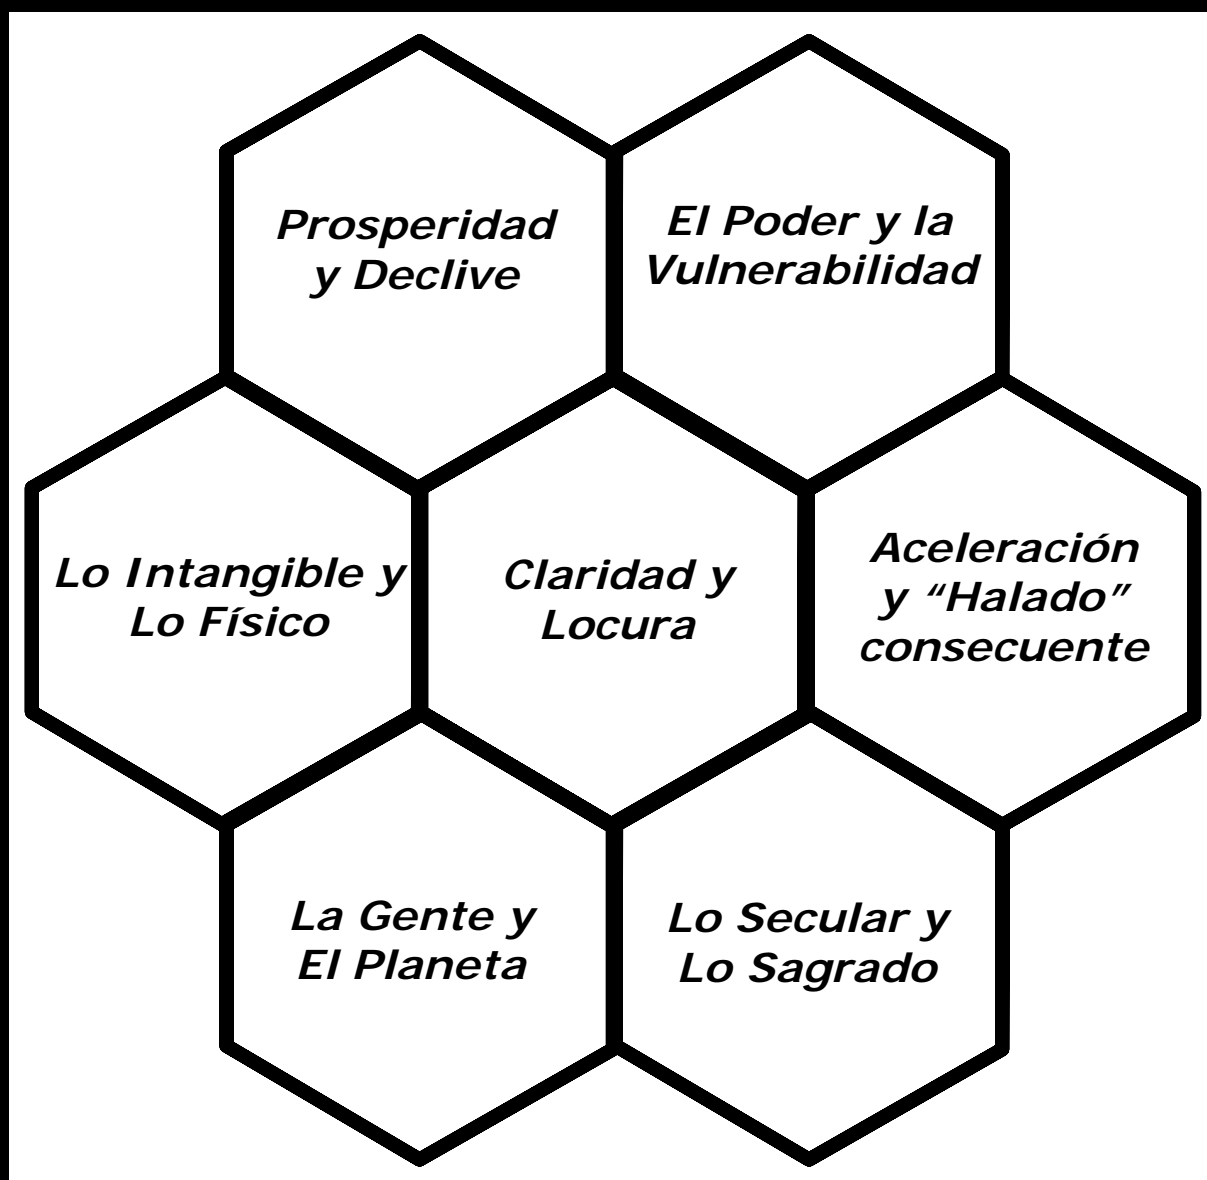 Prosperidad
y Declive
El Poder y la
Vulnerabilidad
Lo Intangible y
Lo Físico
Claridad y
Locura
Aceleración
y “Halado”
consecuente
La Gente y
El Planeta
Lo Secular y
Lo Sagrado